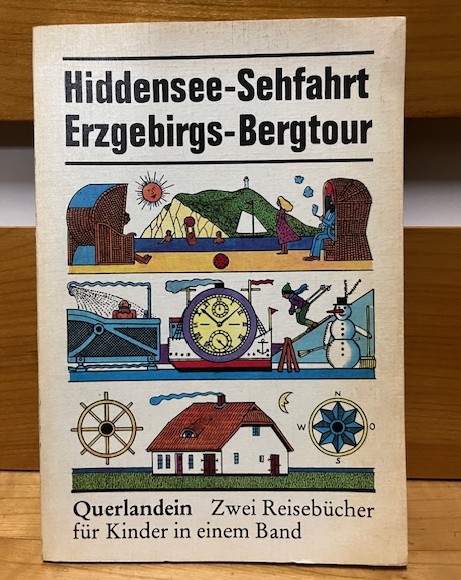 Hiddensee-Sehfahrt
Erzgebirgs-Bergtour
N
W O
S
Querlandein Zwei Reisebücher
für Kinder in einem Band